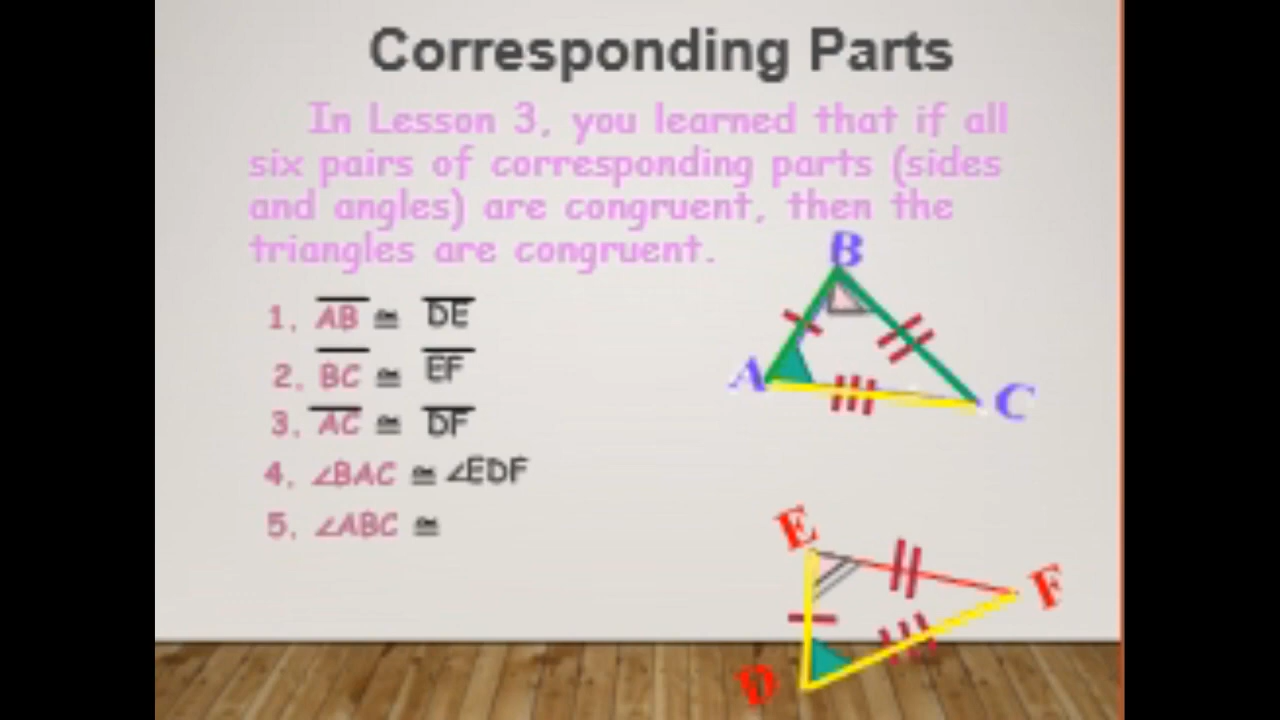 Corresponding Parts
In Lesson 3, you learned that if all
six pairs of corresponding parts (sides
and angles) are congruent, then the
triangles are congruent.
1. AB ≅ DE
2. BC ≅ EF
3. AC ≅ DF
4. ∠BAC ≅ ∠EDF
5. ∠ABC ≅
B
A
C
E
F
D